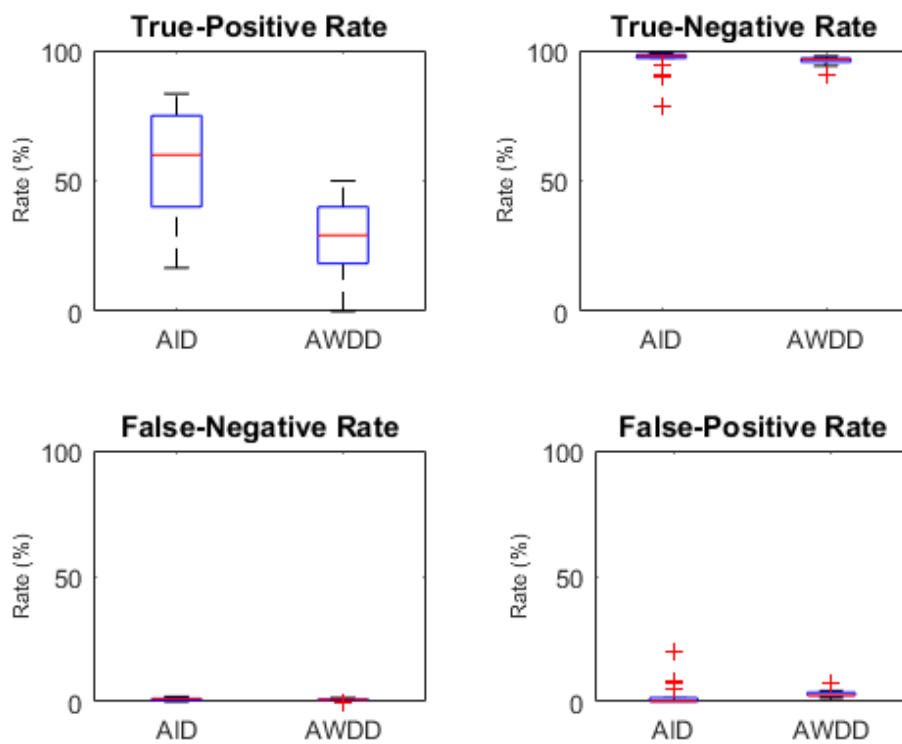 True-Positive Rate
100
50
0
Rate (%)
AID
AWDD
True-Negative Rate
100
50
0
Rate (%)
AID
AWDD
False-Negative Rate
100
50
0
Rate (%)
AID
AWDD
False-Positive Rate
100
50
0
Rate (%)
AID
AWDD